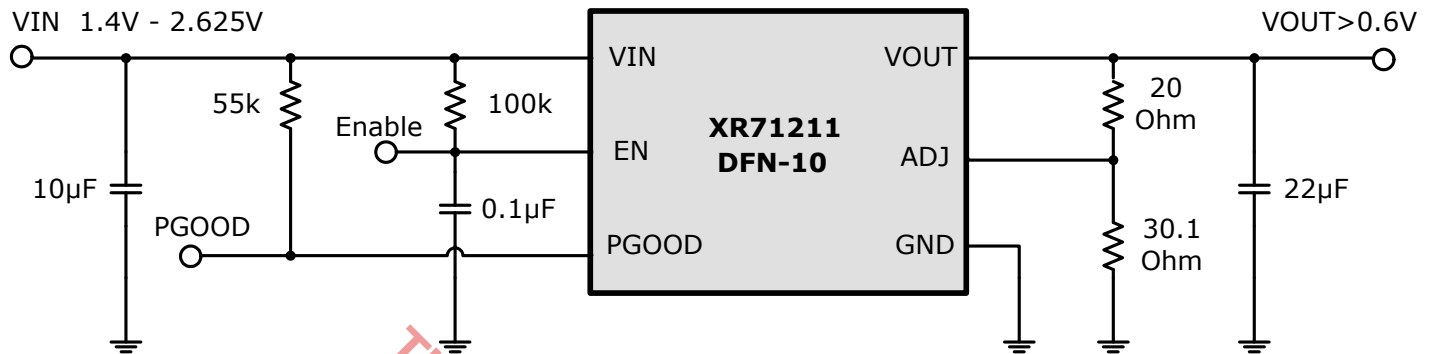 VIN 1.4V - 2.625V
VOUT>0.6V
VIN
VOUT
55k
100k
20
Ohm
Enable
XR71211
DFN-10
EN
ADJ
10µF
0.1µF
22µF
PGOOD
PGOOD
GND
30.1
Ohm